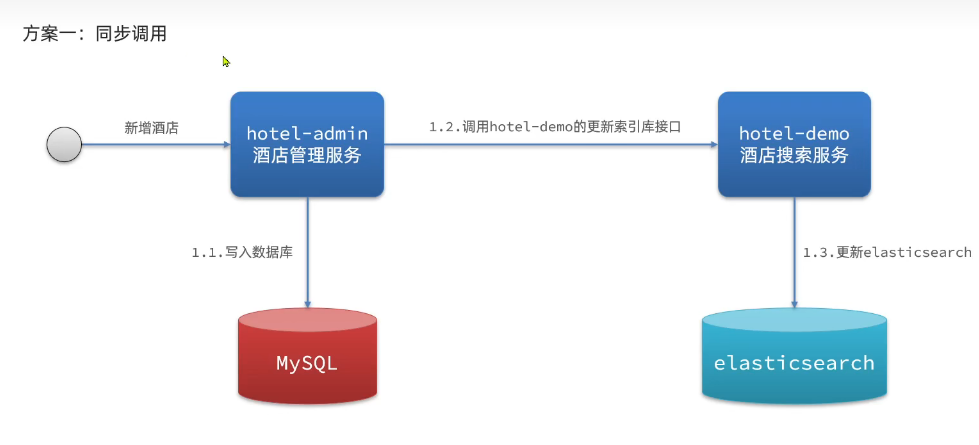 方案一：同步调用
新增酒店
hotel-admin
酒店管理服务
1.2.调用hotel-demo的更新索引库接口
hotel-demo
酒店搜索服务
1.1.写入数据库
1.3.更新elasticsearch
MySQL
elasticsearch